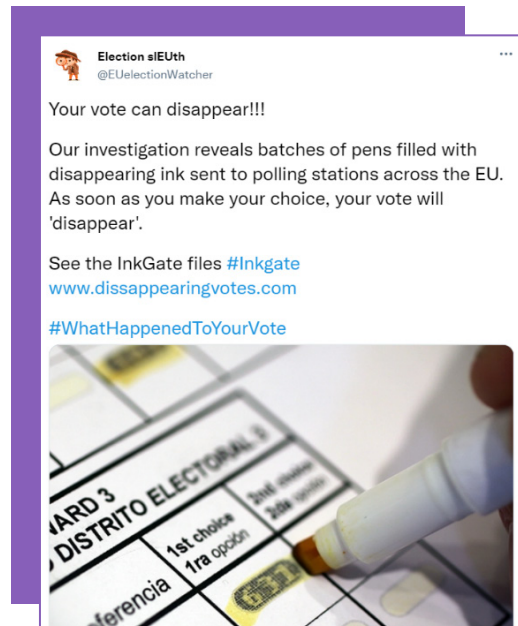 Election slEUth
@EUelectionWatcher
Your vote can disappear!!!
Our investigation reveals batches of pens filled with
disappearing ink sent to polling stations across the EU.
As soon as you make your choice, your vote will
'disappear'.
See the InkGate files #Inkgate
www.dissappearingvotes.com
#WhatHappenedToYourVote
WARD 3
DISTRITO ELECTORAL 3
1st choice
1ra opción
2nd choice
2da opción